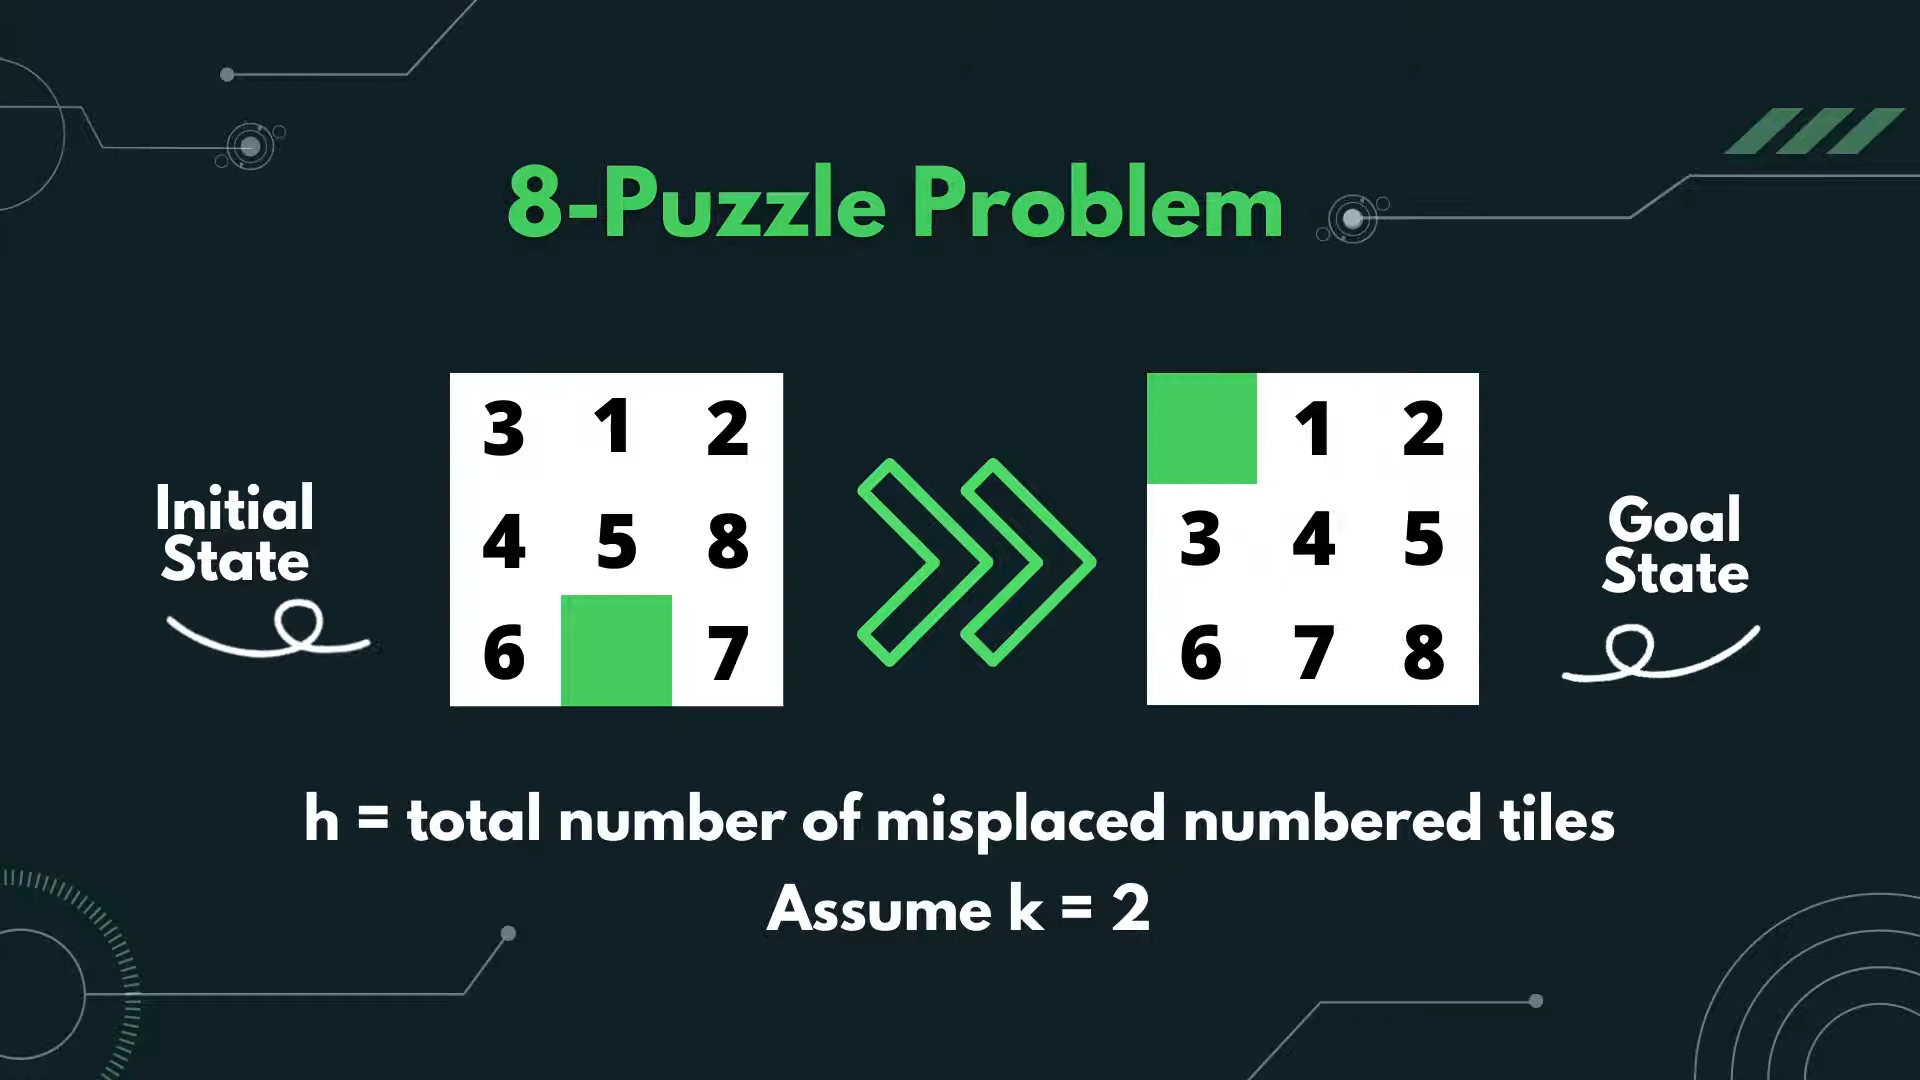 8-Puzzle Problem
3 1 2
4 5 8
6 7
1 2
3 4 5
6 7 8
Initial
State
Goal
State
h = total number of misplaced numbered tiles
Assume k = 2